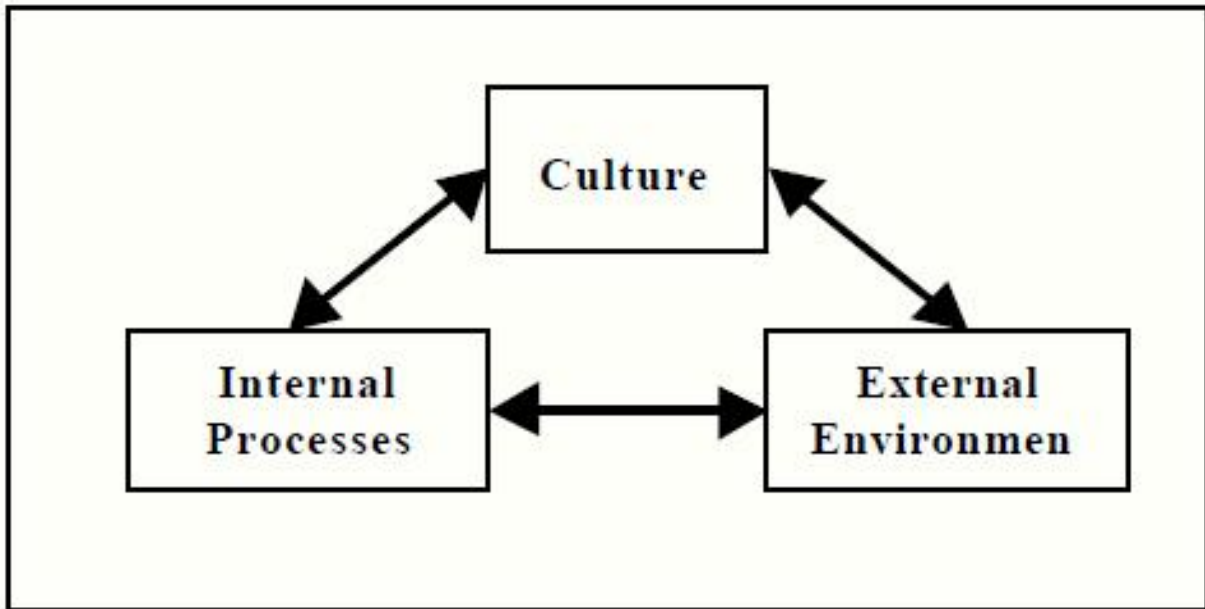 Culture
Internal
Processes
External
Environmen